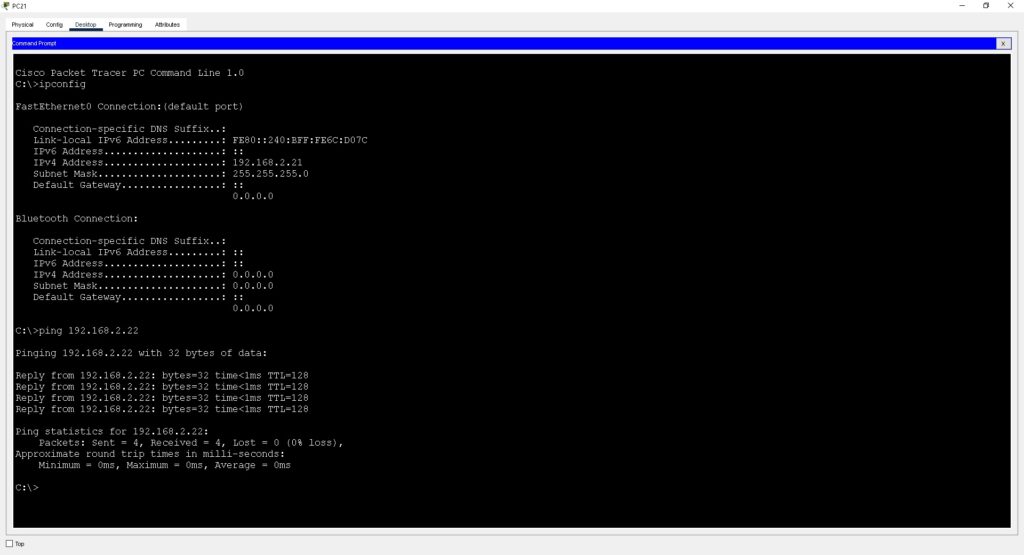 PC21
Physical Config Desktop Programming Attributes
Command Prompt
X
Cisco Packet Tracer PC Command Line 1.0
C:\>ipconfig
FastEthernet0 Connection:(default port)
Connection-specific DNS Suffix..:
Link-local IPv6 Address.........: FE80::240:BFF:FE6C:D07C
IPv6 Address....................: ::
IPv4 Address....................: 192.168.2.21
Subnet Mask.....................: 255.255.255.0
Default Gateway.................: ::
0.0.0.0
Bluetooth Connection:
Connection-specific DNS Suffix..:
Link-local IPv6 Address.........: ::
IPv6 Address....................: ::
IPv4 Address....................: 0.0.0.0
Subnet Mask.....................: 0.0.0.0
Default Gateway.................: ::
0.0.0.0
C:\>ping 192.168.2.22
Pinging 192.168.2.22 with 32 bytes of data:
Reply from 192.168.2.22: bytes=32 time<1ms TTL=128
Reply from 192.168.2.22: bytes=32 time<1ms TTL=128
Reply from 192.168.2.22: bytes=32 time<1ms TTL=128
Reply from 192.168.2.22: bytes=32 time<1ms TTL=128
Ping statistics for 192.168.2.22:
Packets: Sent = 4, Received = 4, Lost = 0 (0% loss),
Approximate round trip times in milli-seconds:
Minimum = 0ms, Maximum = 0ms, Average = 0ms
C:\>
Top